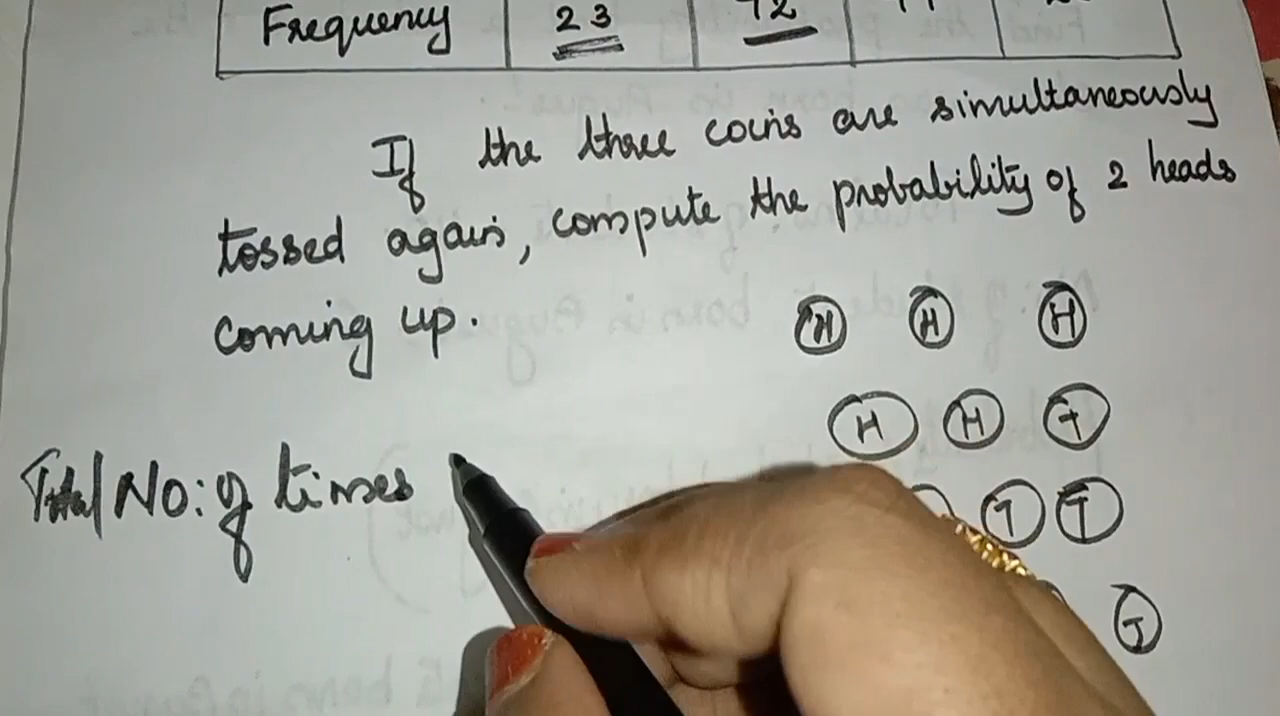 Frequency 23 72
If the three coins are simultaneously
tossed again, compute the probability of 2 heads
coming up.
H H H
H H T
Total No: of times
T T
T